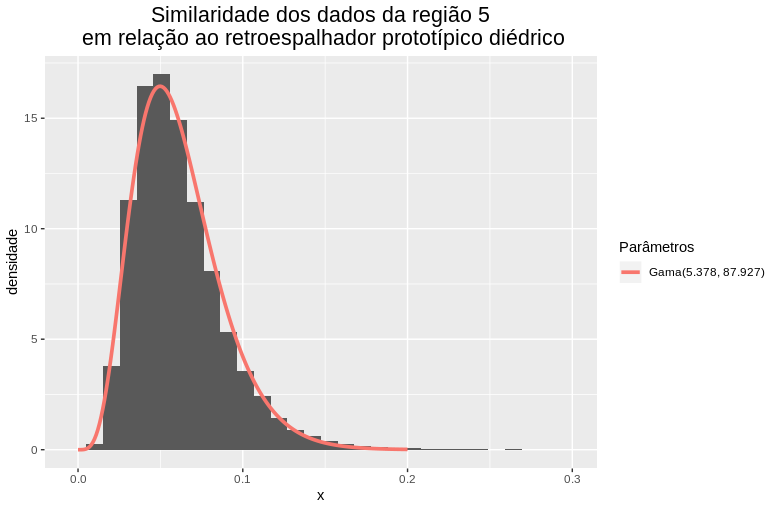 Similaridade dos dados da região 5
em relação ao retroespalhador prototípico diédrico
densidade
15
10
5
0
0.0
0.1
0.2
0.3
x
Parâmetros
Gama(5.378, 87.927)